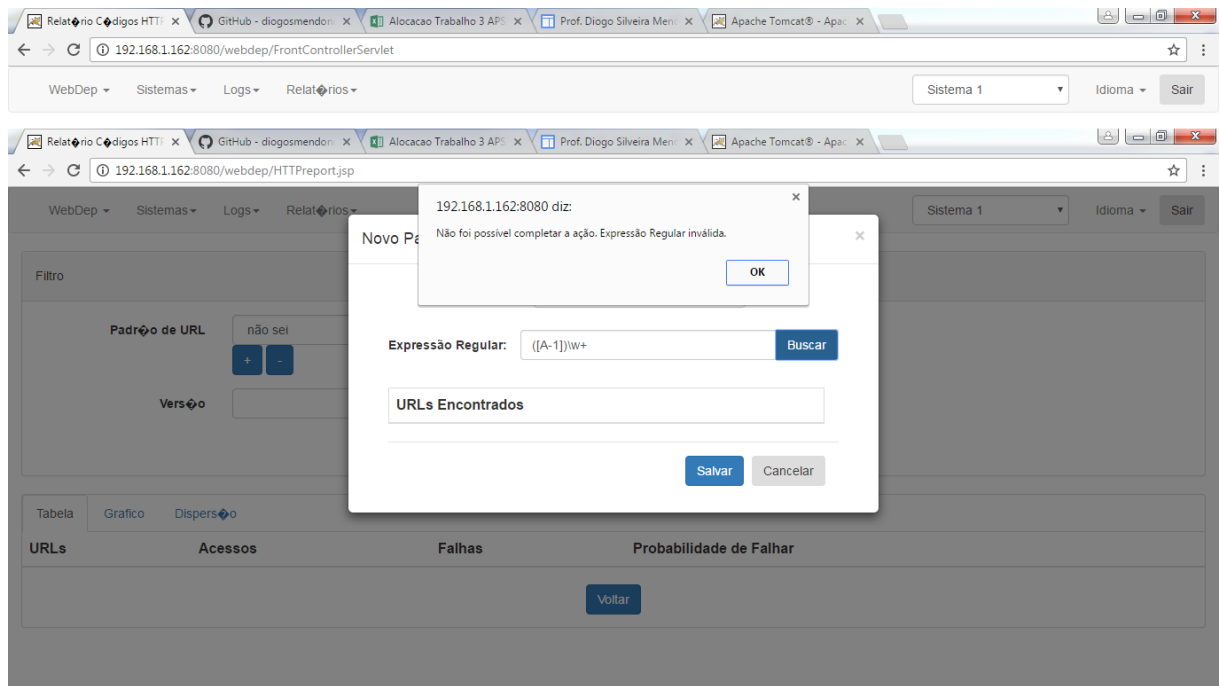 Relat�rio C�digos HTTP GitHub - diogosmendon Alocacao Trabalho 3 APS Prof. Diogo Silveira Mend Apache Tomcat® - Apac
192.168.1.162:8080/webdep/FrontControllerServlet
WebDep Sistemas Logs Relat�rios Sistema 1 Idioma Sair
Relat�rio C�digos HTTP GitHub - diogosmendon Alocacao Trabalho 3 APS Prof. Diogo Silveira Mend Apache Tomcat® - Apac
192.168.1.162:8080/webdep/HTTPreport.jsp
WebDep Sistemas Logs Relat�rios Sistema 1 Idioma Sair
192.168.1.162:8080 diz:
Não foi possível completar a ação. Expressão Regular inválida.
OK
Novo Pa
Filtro
Padr�o de URL não sei
+ -
Vers�o
Expressão Regular: ([A-1])\w+ Buscar
URLs Encontrados
Salvar Cancelar
Tabela Grafico Dispers�o
URLs Acessos Falhas Probabilidade de Falhar
Voltar